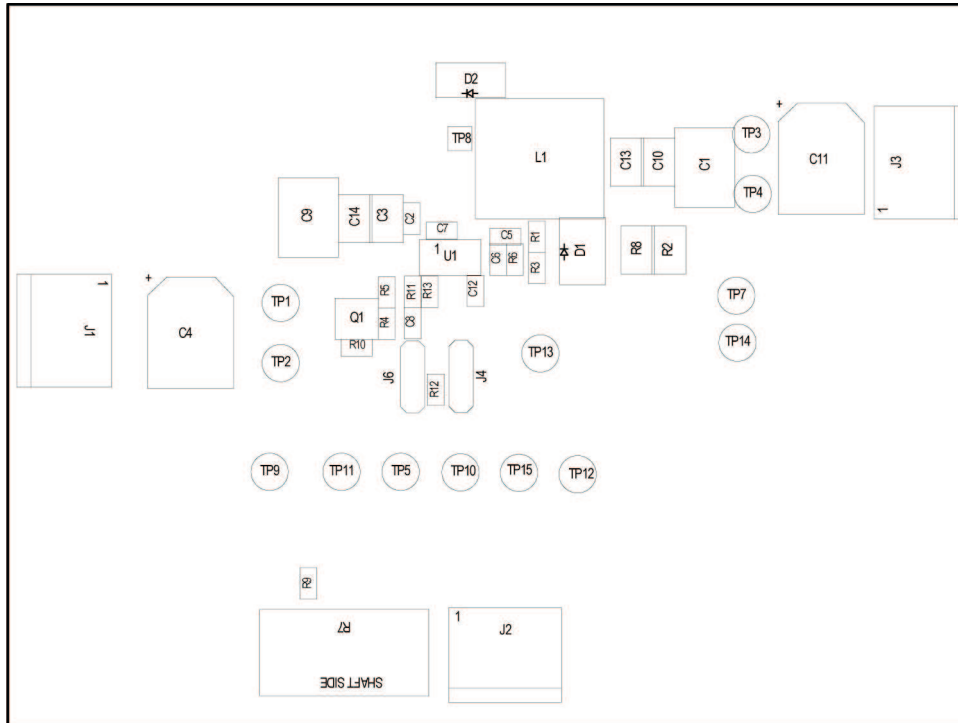 D2
TP8
L1
C13
C10
C1
TP3
TP4
+
C11
J3
1
C9
C14
C3
C2
C7
1
U1
C5
C6
R6
R1
R3
D1
R8
R2
1
J1
+
C4
TP1
TP2
R5
R11
R13
C12
Q1
R4
C8
R10
TP7
TP14
TP13
J6
R12
J4
TP9
TP11
TP5
TP10
TP15
TP12
R9
R7
SHAFT SIDE
1
J2